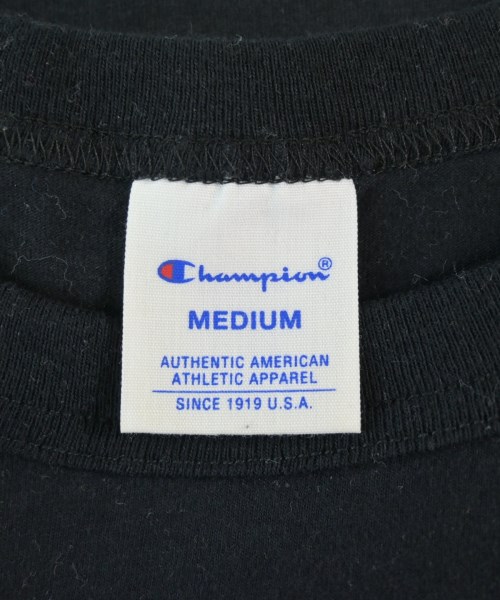 Champion®
MEDIUM
AUTHENTIC AMERICAN
ATHLETIC APPAREL
SINCE 1919 U.S.A.